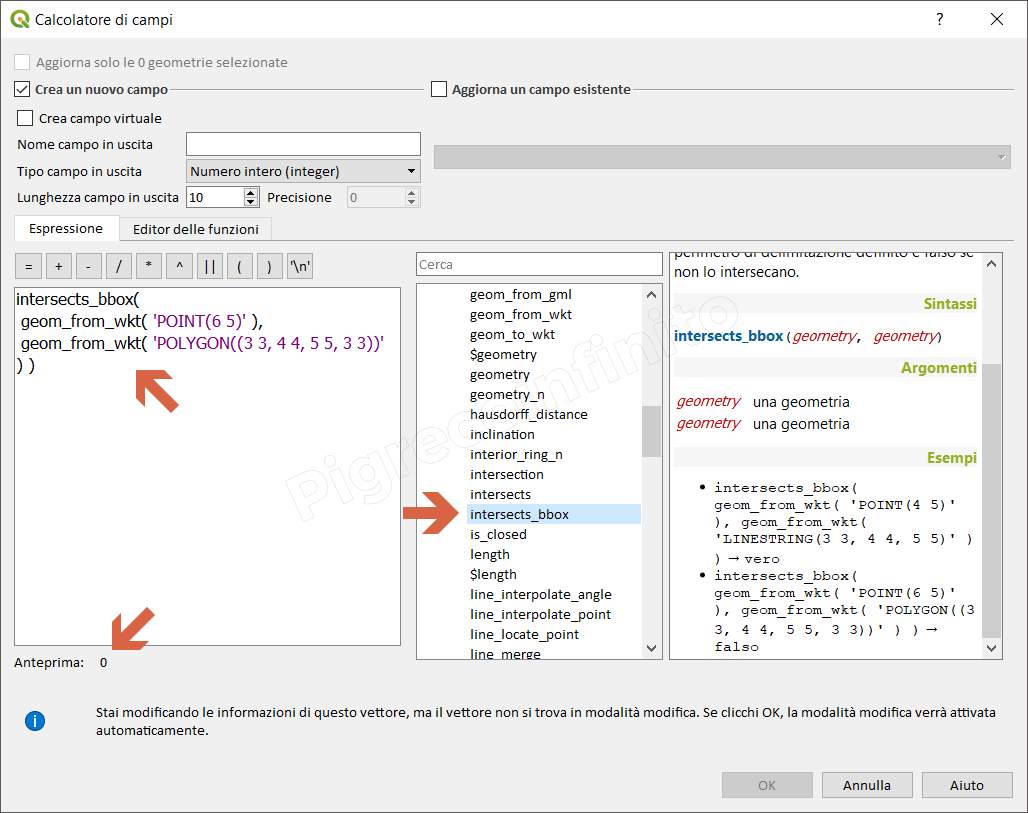 Calcolatore di campi
?
Aggiorna solo le 0 geometrie selezionate
Crea un nuovo campo
Aggiorna un campo esistente
Crea campo virtuale
Nome campo in uscita
Tipo campo in uscita
Numero intero (integer)
Lunghezza campo in uscita
10
Precisione
0
Espressione
Editor delle funzioni
=
+
-
/
*
^
||
(
)
'\n'
intersects_bbox(
geom_from_wkt( 'POINT(6 5)' ),
geom_from_wkt( 'POLYGON((3 3, 4 4, 5 5, 3 3))'
) )
Anteprima: 0
Cerca
geom_from_gml
geom_from_wkt
geom_to_wkt
$geometry
geometry
geometry_n
hausdorff_distance
inclination
interior_ring_n
intersection
intersects
intersects_bbox
is_closed
length
$length
line_interpolate_angle
line_interpolate_point
line_locate_point
line_merge
perimetro di delimitazione definito e falso se
non lo intersecano.
Sintassi
intersects_bbox(geometry, geometry)
Argomenti
geometry una geometria
geometry una geometria
Esempi
• intersects_bbox(
geom_from_wkt( 'POINT(4 5)'
), geom_from_wkt(
'LINESTRING(3 3, 4 4, 5 5)' )
) → vero
• intersects_bbox(
geom_from_wkt( 'POINT(6 5)'
), geom_from_wkt( 'POLYGON((3
3, 4 4, 5 5, 3 3))' ) ) →
falso
Pigrecoinfinito
Stai modificando le informazioni di questo vettore, ma il vettore non si trova in modalità modifica. Se clicchi OK, la modalità modifica verrà attivata
automaticamente.
OK
Annulla
Aiuto